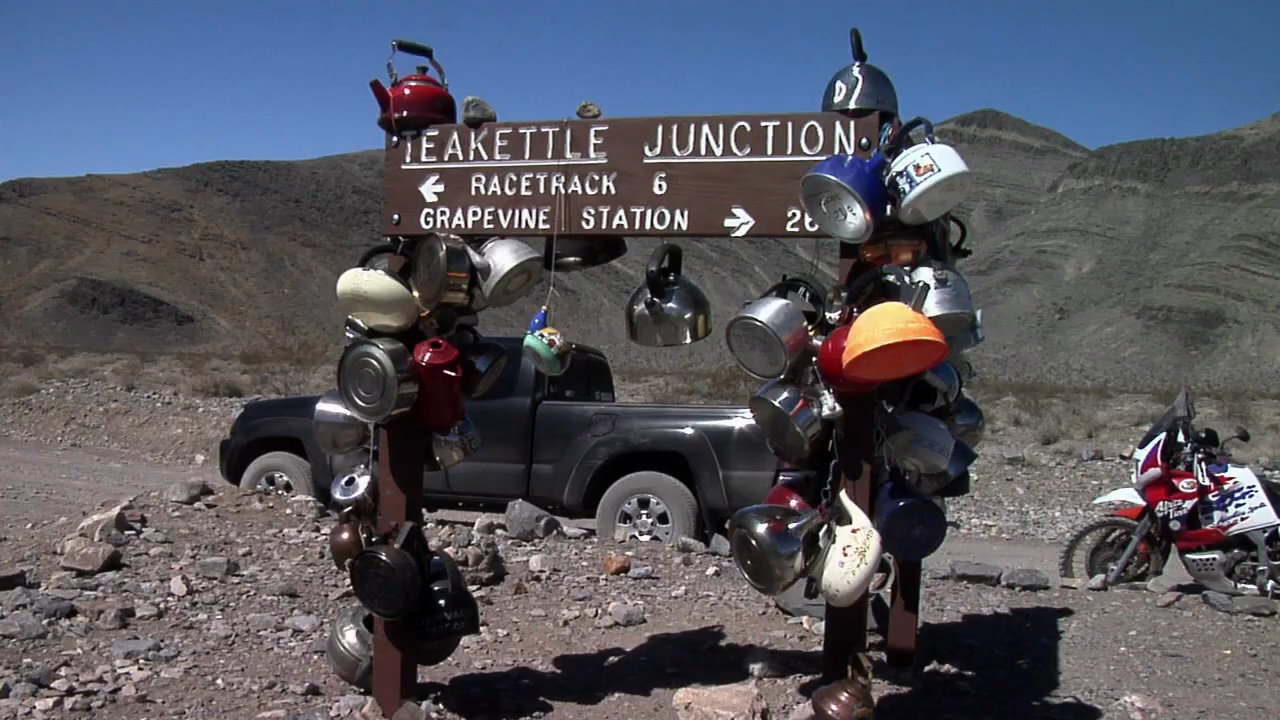 TEAKETTLE JUNCTION
← RACETRACK 6
GRAPEVINE STATION → 26